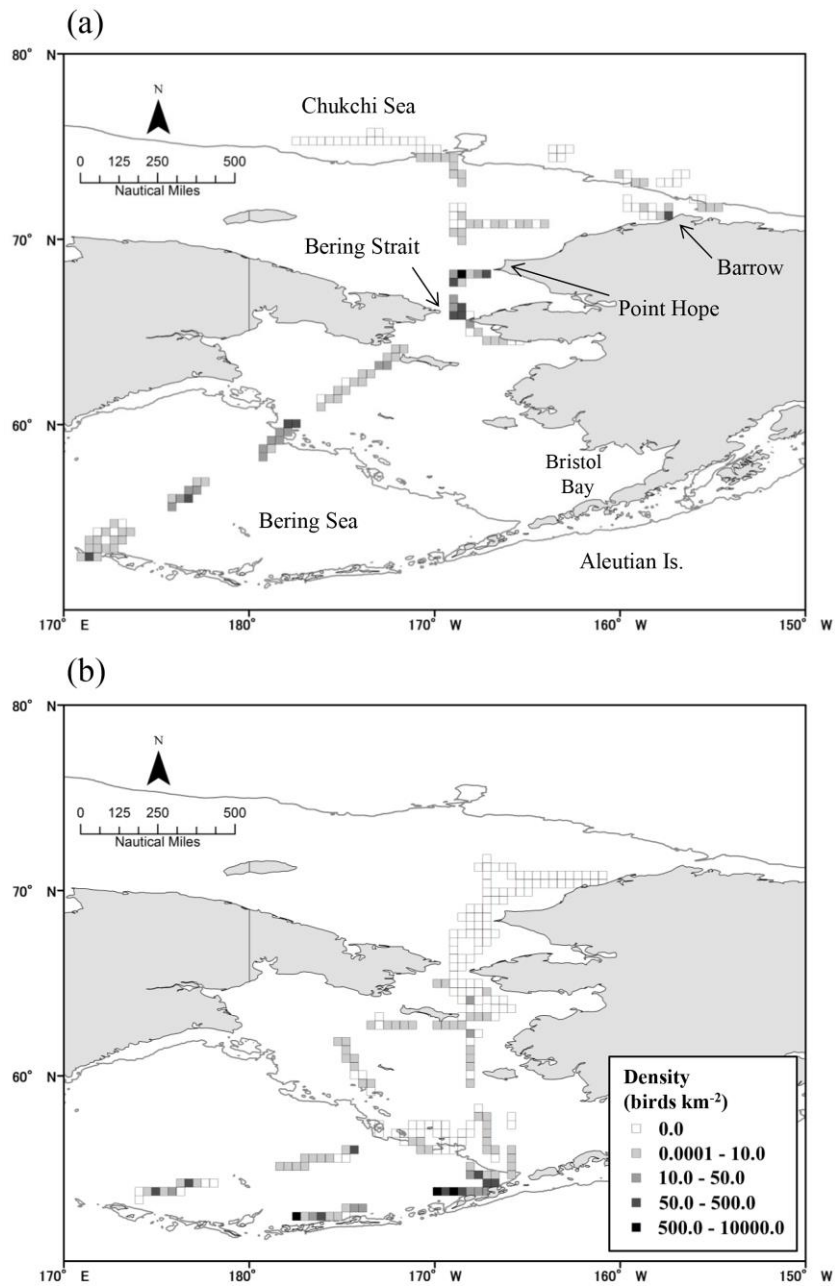 (a)
80° N
N
Chukchi Sea
0 125 250 500
Nautical Miles
70°
Bering Strait
Barrow
Point Hope
60°
Bristol
Bay
Bering Sea
Aleutian Is.
170° E 180° 170° W 160° W 150° W
(b)
80° N
N
0 125 250 500
Nautical Miles
70°
60°
Density
(birds km⁻²)
0.0
0.0001 - 10.0
10.0 - 50.0
50.0 - 500.0
500.0 - 10000.0
170° E 180° 170° W 160° W 150° W